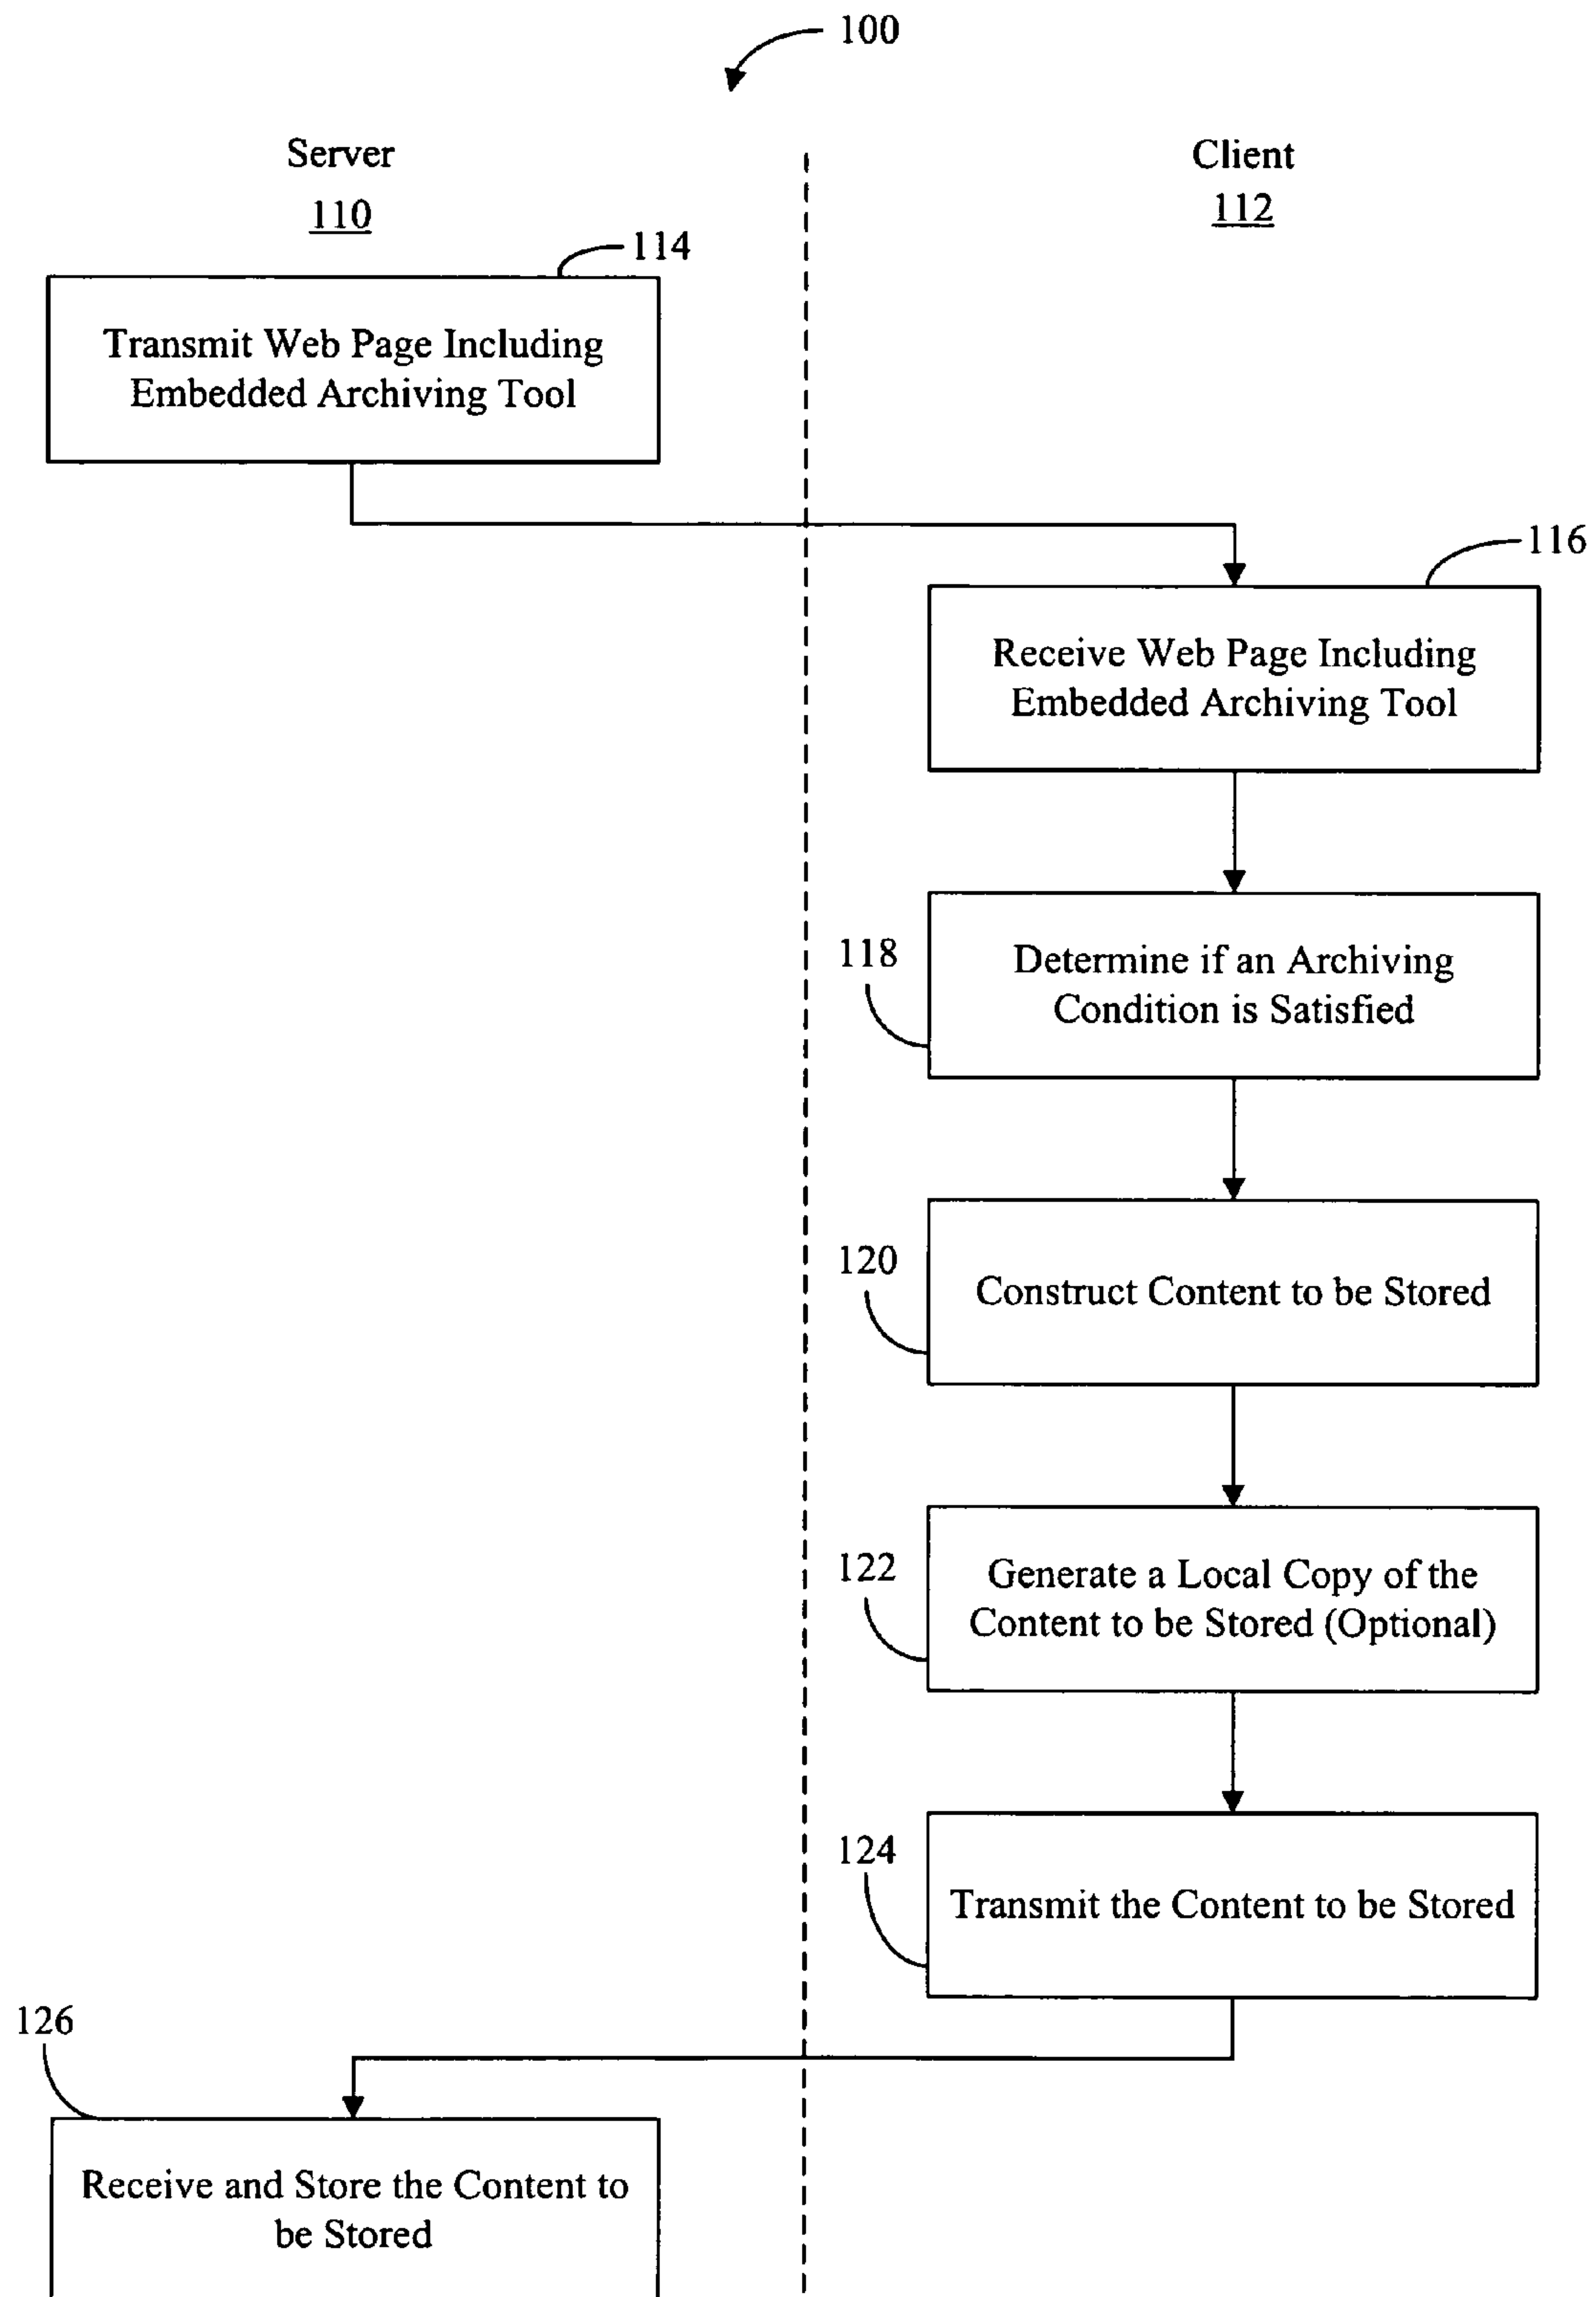 100
Server
110
Client
112
114
Transmit Web Page Including
Embedded Archiving Tool
116
Receive Web Page Including
Embedded Archiving Tool
118
Determine if an Archiving
Condition is Satisfied
120
Construct Content to be Stored
122
Generate a Local Copy of the
Content to be Stored (Optional)
124
Transmit the Content to be Stored
126
Receive and Store the Content to
be Stored